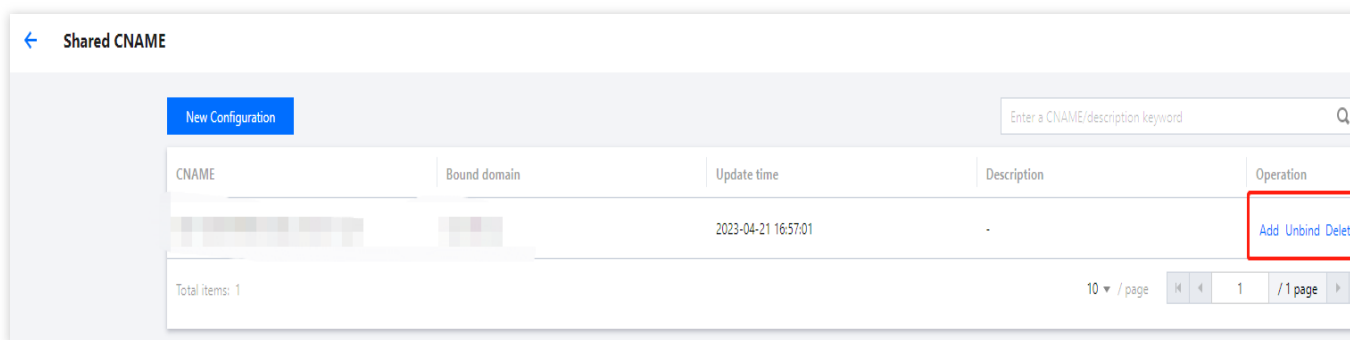 Shared CNAME
New Configuration
Enter a CNAME/description keyword
CNAME Bound domain Update time Description Operation
2023-04-21 16:57:01 - Add Unbind Delet
Total items: 1 10 / page 1 / 1 page